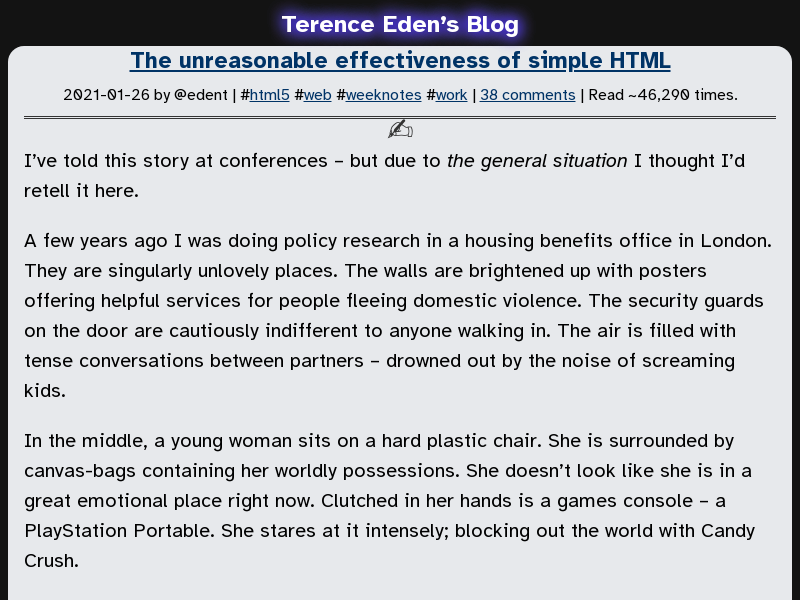 Terence Eden’s Blog
The unreasonable effectiveness of simple HTML
2021-01-26 by @edent | #html5 #web #weeknotes #work | 38 comments | Read ~46,290 times.
I’ve told this story at conferences – but due to the general situation I thought I’d
retell it here.
A few years ago I was doing policy research in a housing benefits office in London.
They are singularly unlovely places. The walls are brightened up with posters
offering helpful services for people fleeing domestic violence. The security guards
on the door are cautiously indifferent to anyone walking in. The air is filled with
tense conversations between partners – drowned out by the noise of screaming
kids.
In the middle, a young woman sits on a hard plastic chair. She is surrounded by
canvas-bags containing her worldly possessions. She doesn’t look like she is in a
great emotional place right now. Clutched in her hands is a games console – a
PlayStation Portable. She stares at it intensely; blocking out the world with Candy
Crush.